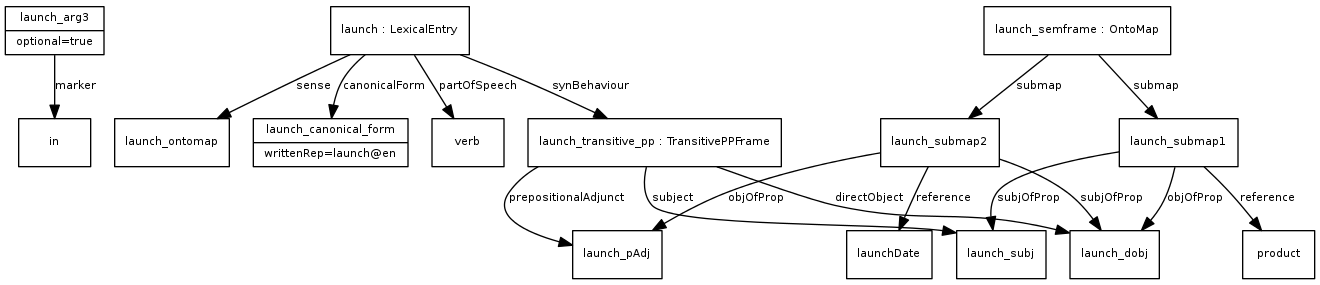 launch_arg3
optional=true
launch : LexicalEntry
launch_semframe : OntoMap
marker
sense
canonicalForm
partOfSpeech
synBehaviour
submap
submap
in
launch_ontomap
launch_canonical_form
writtenRep=launch@en
verb
launch_transitive_pp : TransitivePPFrame
launch_submap2
launch_submap1
prepositionalAdjunct
subject
objOfProp
directObject
reference
subjOfProp
subjOfProp
objOfProp
reference
launch_pAdj
launchDate
launch_subj
launch_dobj
product